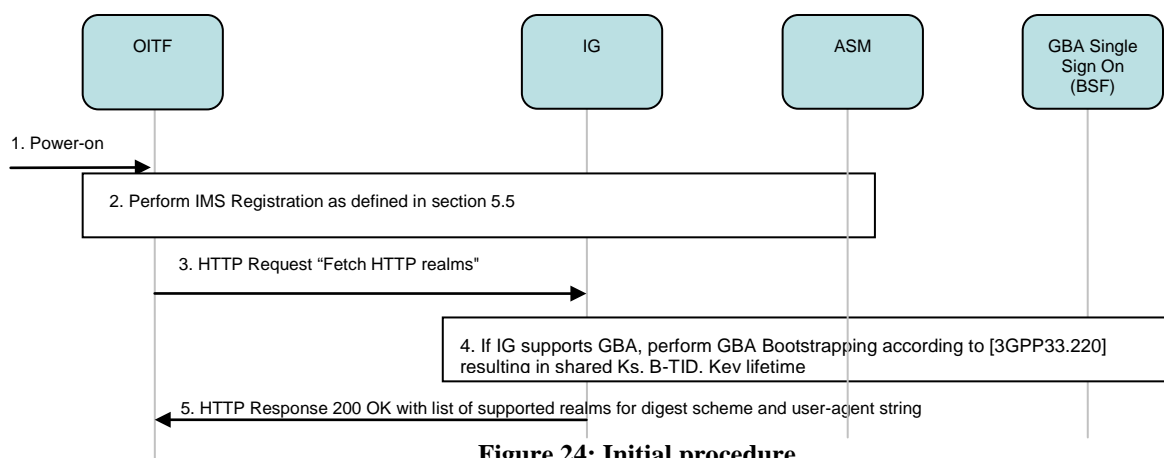 OITF
IG
ASM
GBA Single
Sign On
(BSF)
1. Power-on
2. Perform IMS Registration as defined in section 5.5
3. HTTP Request “Fetch HTTP realms"
4. If IG supports GBA, perform GBA Bootstrapping according to [3GPP33.220]
resulting in shared Ks, B-TID, Key lifetime
5. HTTP Response 200 OK with list of supported realms for digest scheme and user-agent string
Figure 24: Initial procedure